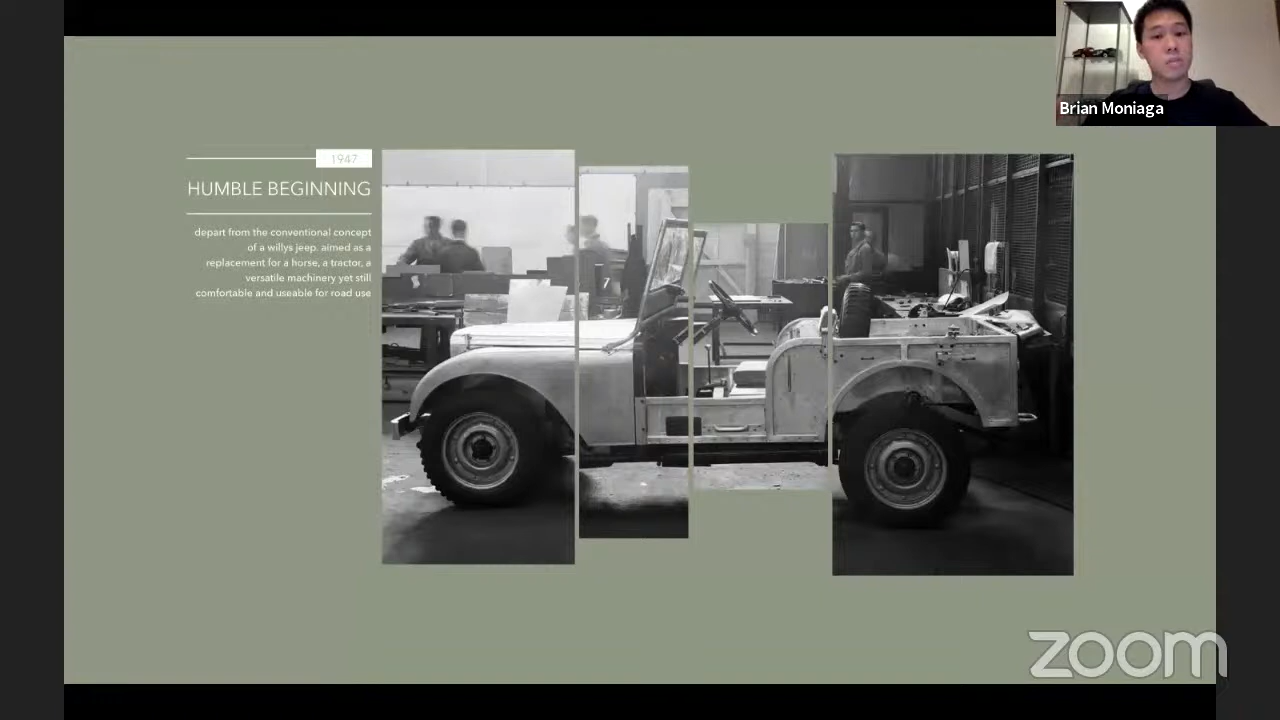 Brian Moniaga
1947
HUMBLE BEGINNING
depart from the conventional concept
of a willys jeep. aimed as a
replacement for a horse, a tractor, a
versatile machinery yet still
comfortable and useable for road use
zoom